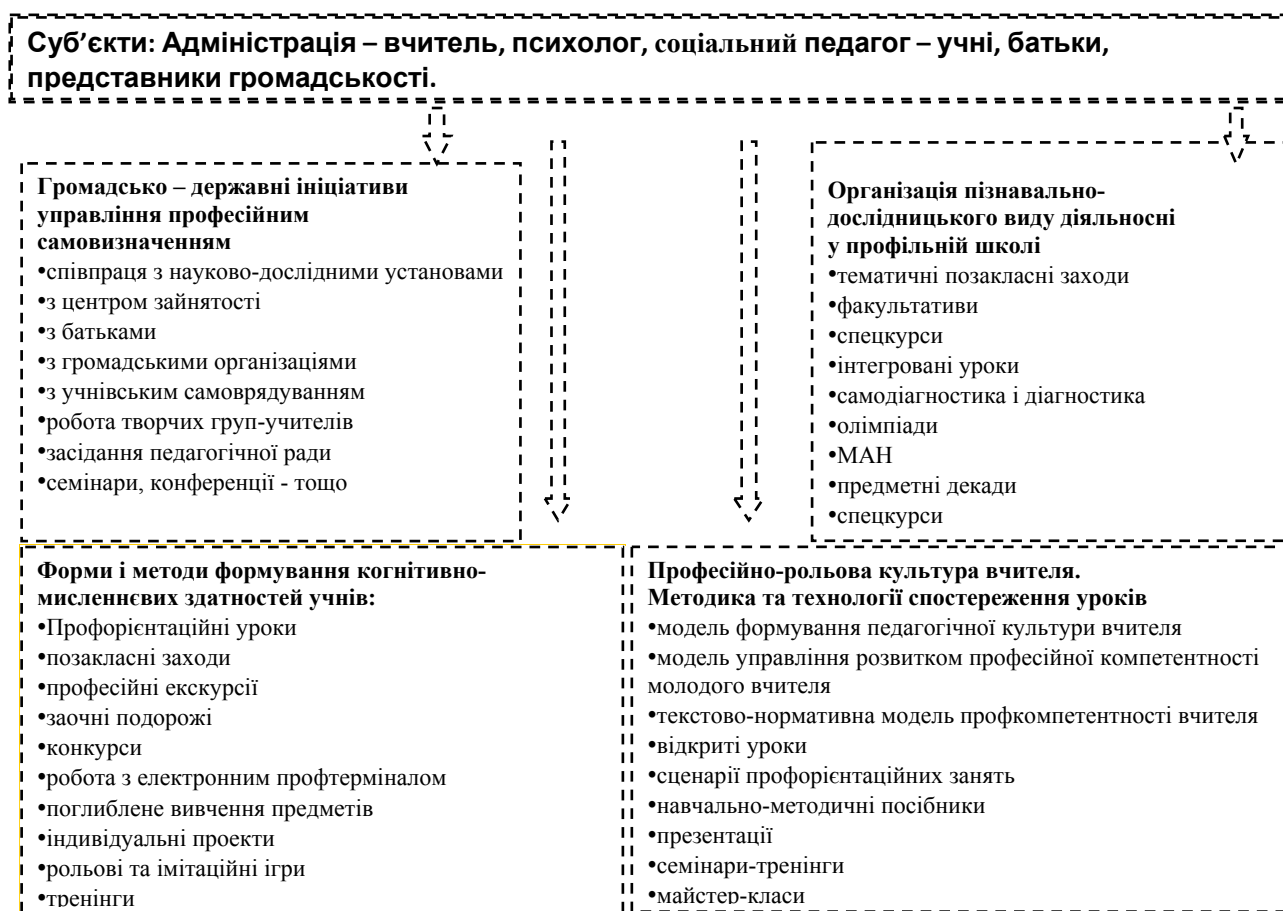 Суб’єкти: Адміністрація – вчитель, психолог, соціальний педагог – учні, батьки,
представники громадськості.
Громадсько – державні ініціативи
управління професійним
самовизначенням
•співпраця з науково-дослідними установами
•з центром зайнятості
•з батьками
•з громадськими організаціями
•з учнівським самоврядуванням
•робота творчих груп-учителів
•засідання педагогічної ради
•семінари, конференції - тощо
Організація пізнавально-
дослідницького виду діяльносні
у профільній школі
•тематичні позакласні заходи
•факультативи
•спецкурси
•інтегровані уроки
•самодіагностика і діагностика
•олімпіади
•МАН
•предметні декади
•спецкурси
Форми і методи формування когнітивно-
мисленнєвих здатностей учнів:
•Профорієнтаційні уроки
•позакласні заходи
•професійні екскурсії
•заочні подорожі
•конкурси
•робота з електронним профтерміналом
•поглиблене вивчення предметів
•індивідуальні проекти
•рольові та імітаційні ігри
•тренінги
Професійно-рольова культура вчителя.
Методика та технології спостереження уроків
•модель формування педагогічної культури вчителя
•модель управління розвитком професійної компетентності
молодого вчителя
•текстово-нормативна модель профкомпетентності вчителя
•відкриті уроки
•сценарії профорієнтаційних занять
•навчально-методичні посібники
•презентації
•семінари-тренінги
•майстер-класи